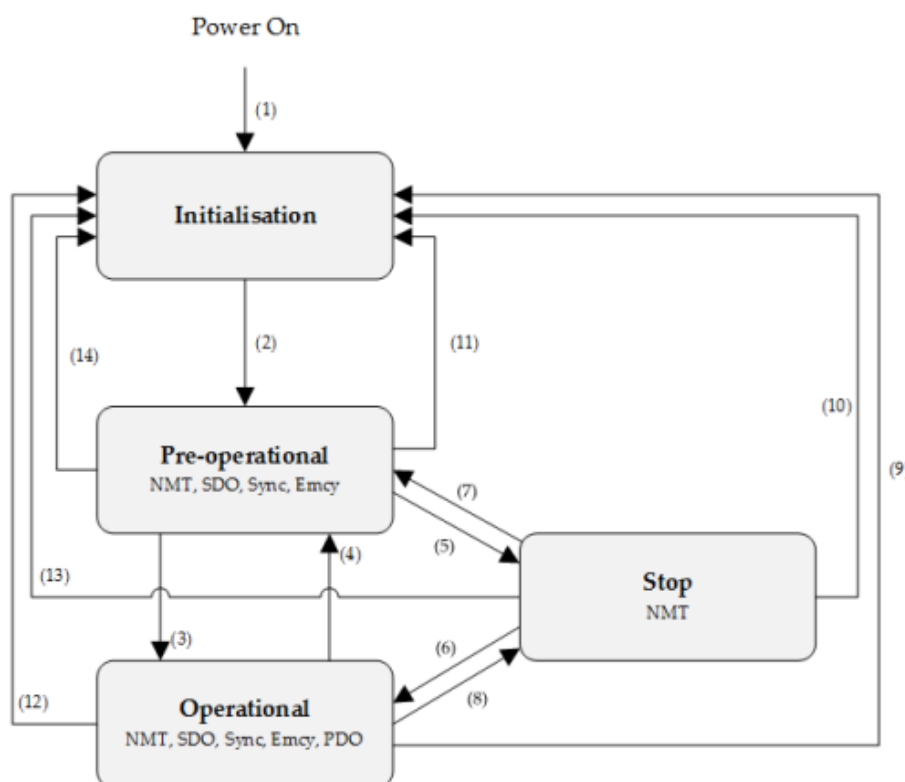 Power On
(1)
Initialisation
(2)
(11)
(14)
(10)
Pre-operational
NMT, SDO, Sync, Emcy
(9
(7)
(5)
(4)
(13)
Stop
NMT
(3)
(6)
(8)
(12)
Operational
NMT, SDO, Sync, Emcy, PDO